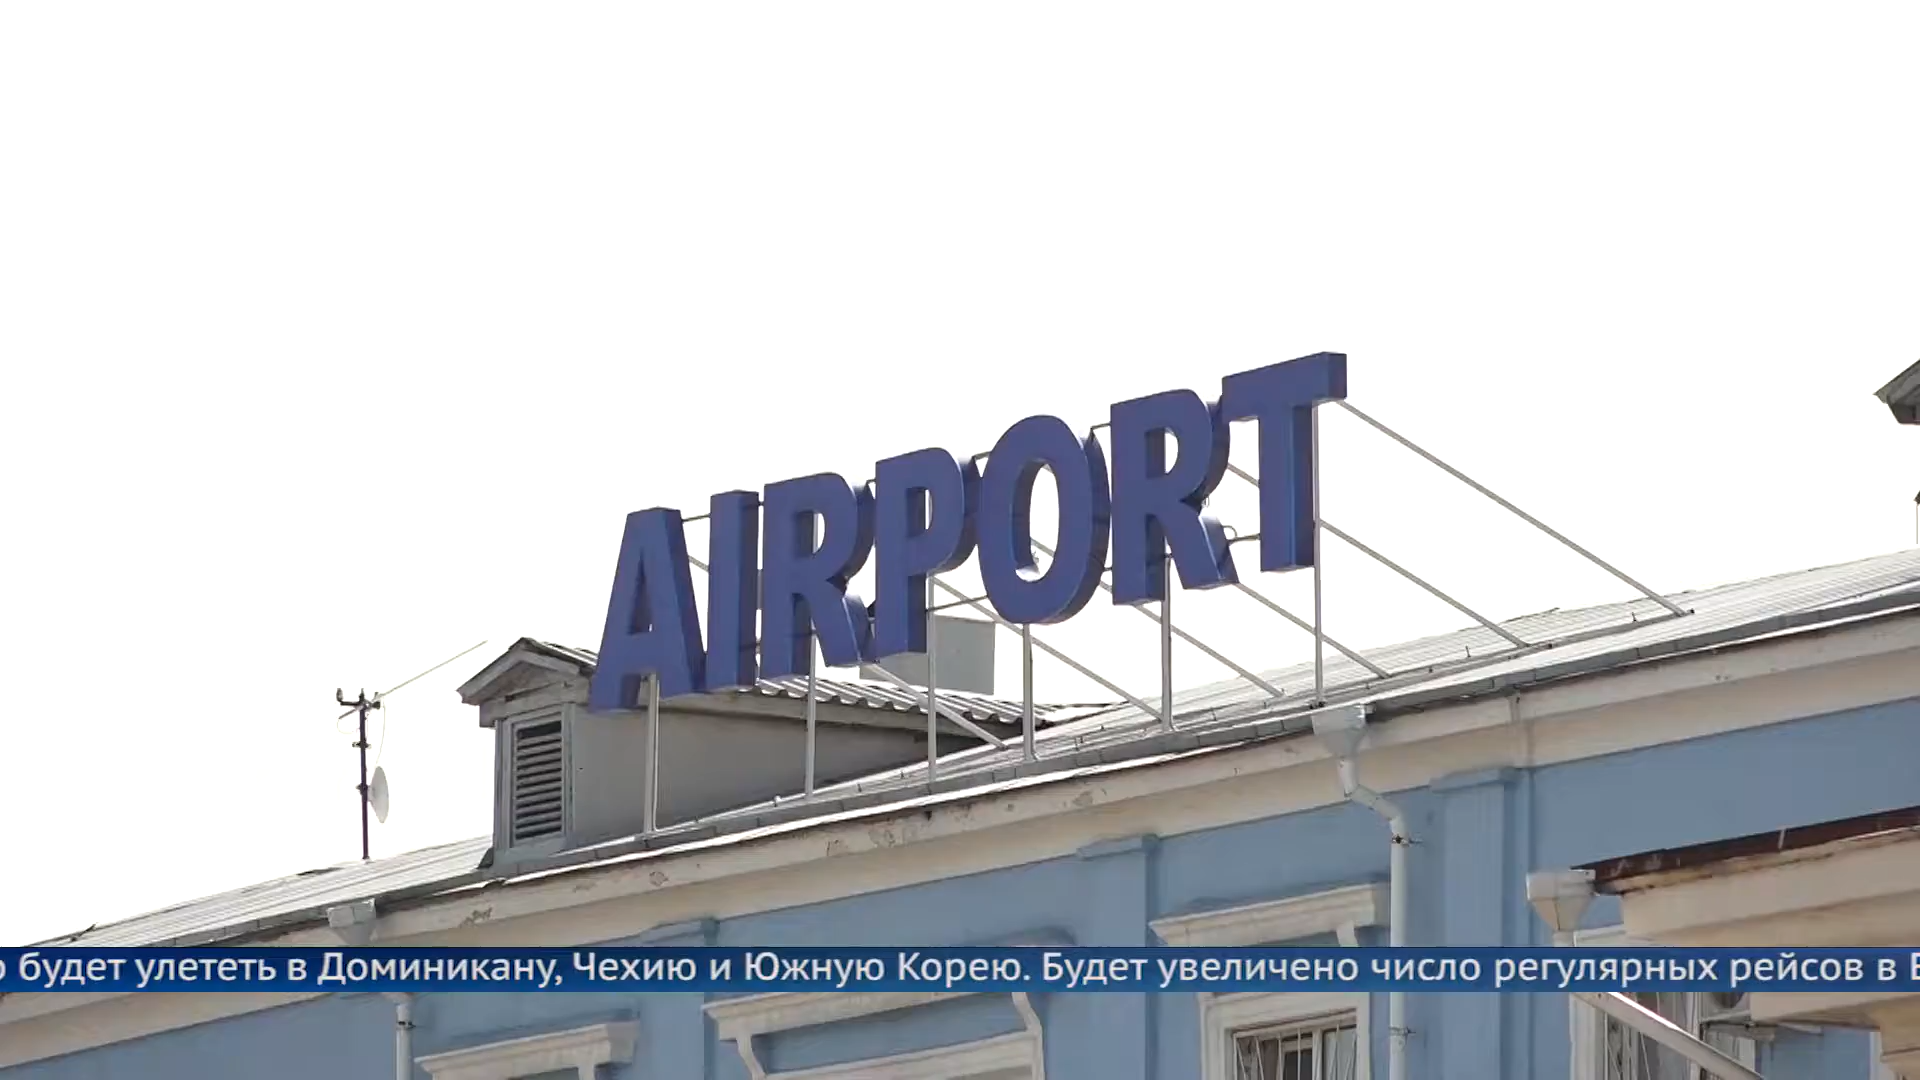 AIRPORT
будет улететь в Доминикану, Чехию и Южную Корею. Будет увеличено число регулярных рейсов в